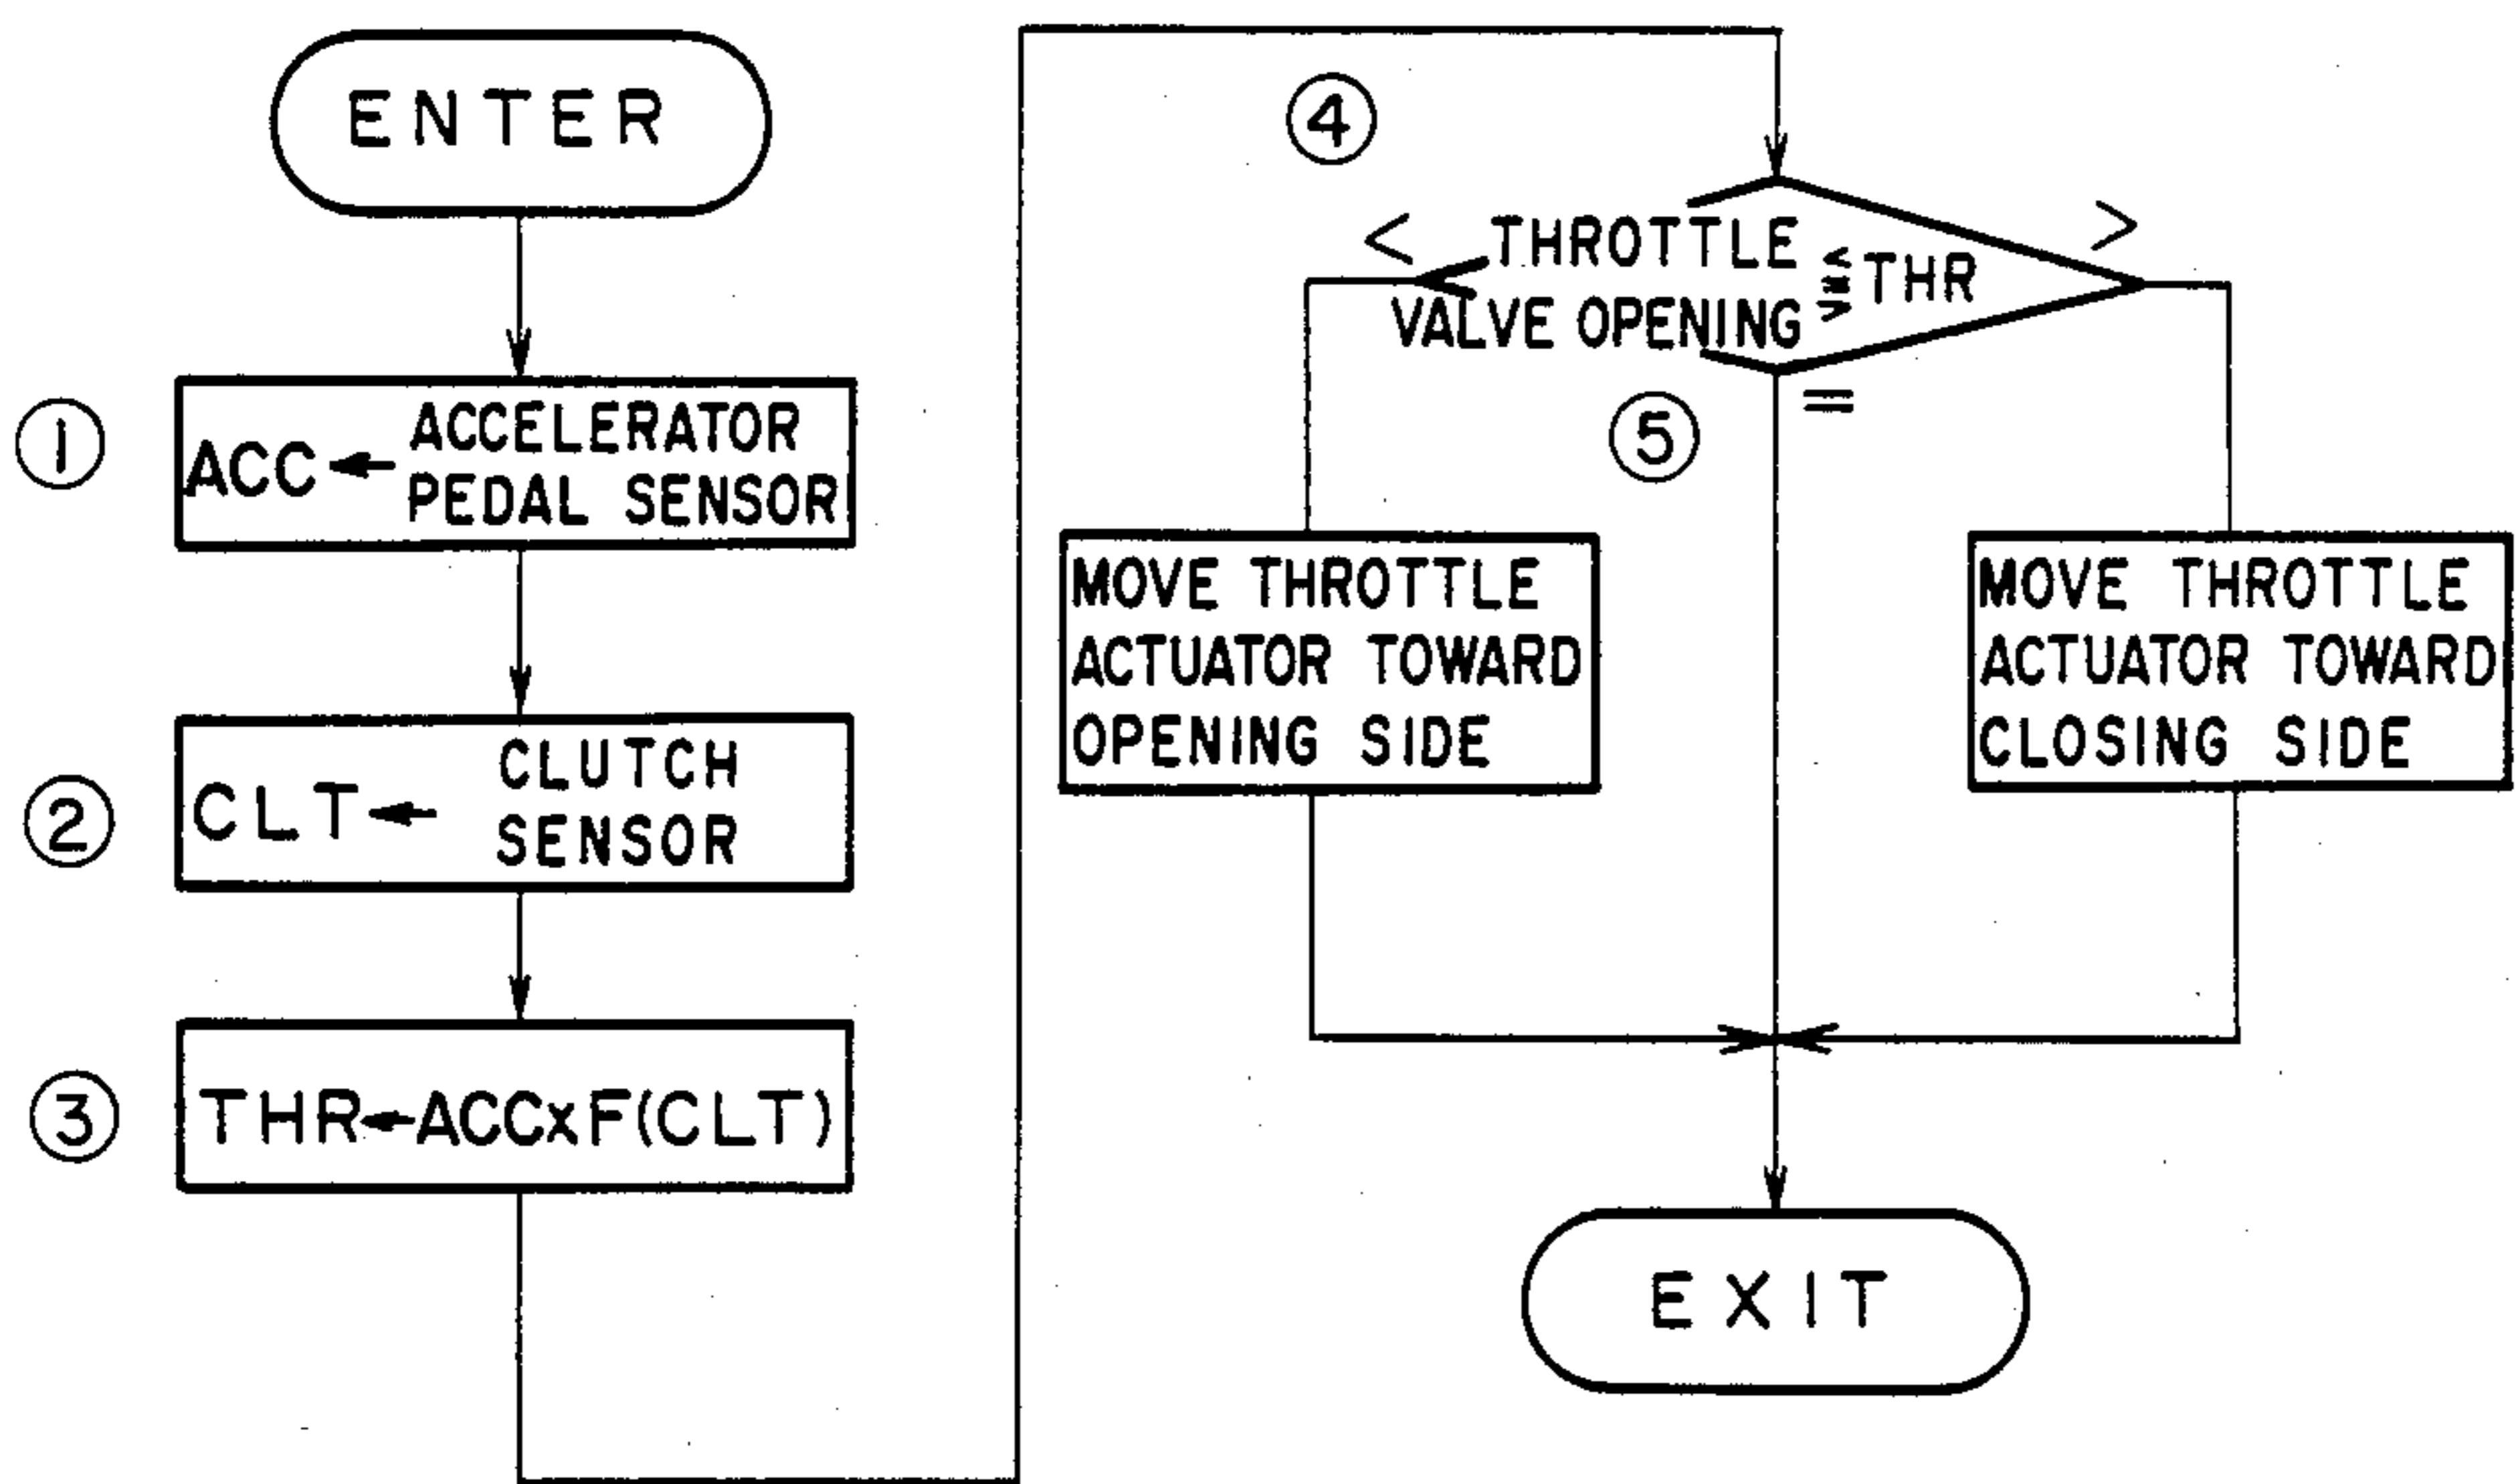 ENTER
①
ACC ← ACCELERATOR
PEDAL SENSOR
②
CLT ← CLUTCH
SENSOR
③
THR←ACCxF(CLT)
④
< THROTTLE
VALVE OPENING
<
=
>
THR
>
⑤
=
MOVE THROTTLE
ACTUATOR TOWARD
OPENING SIDE
MOVE THROTTLE
ACTUATOR TOWARD
CLOSING SIDE
EXIT